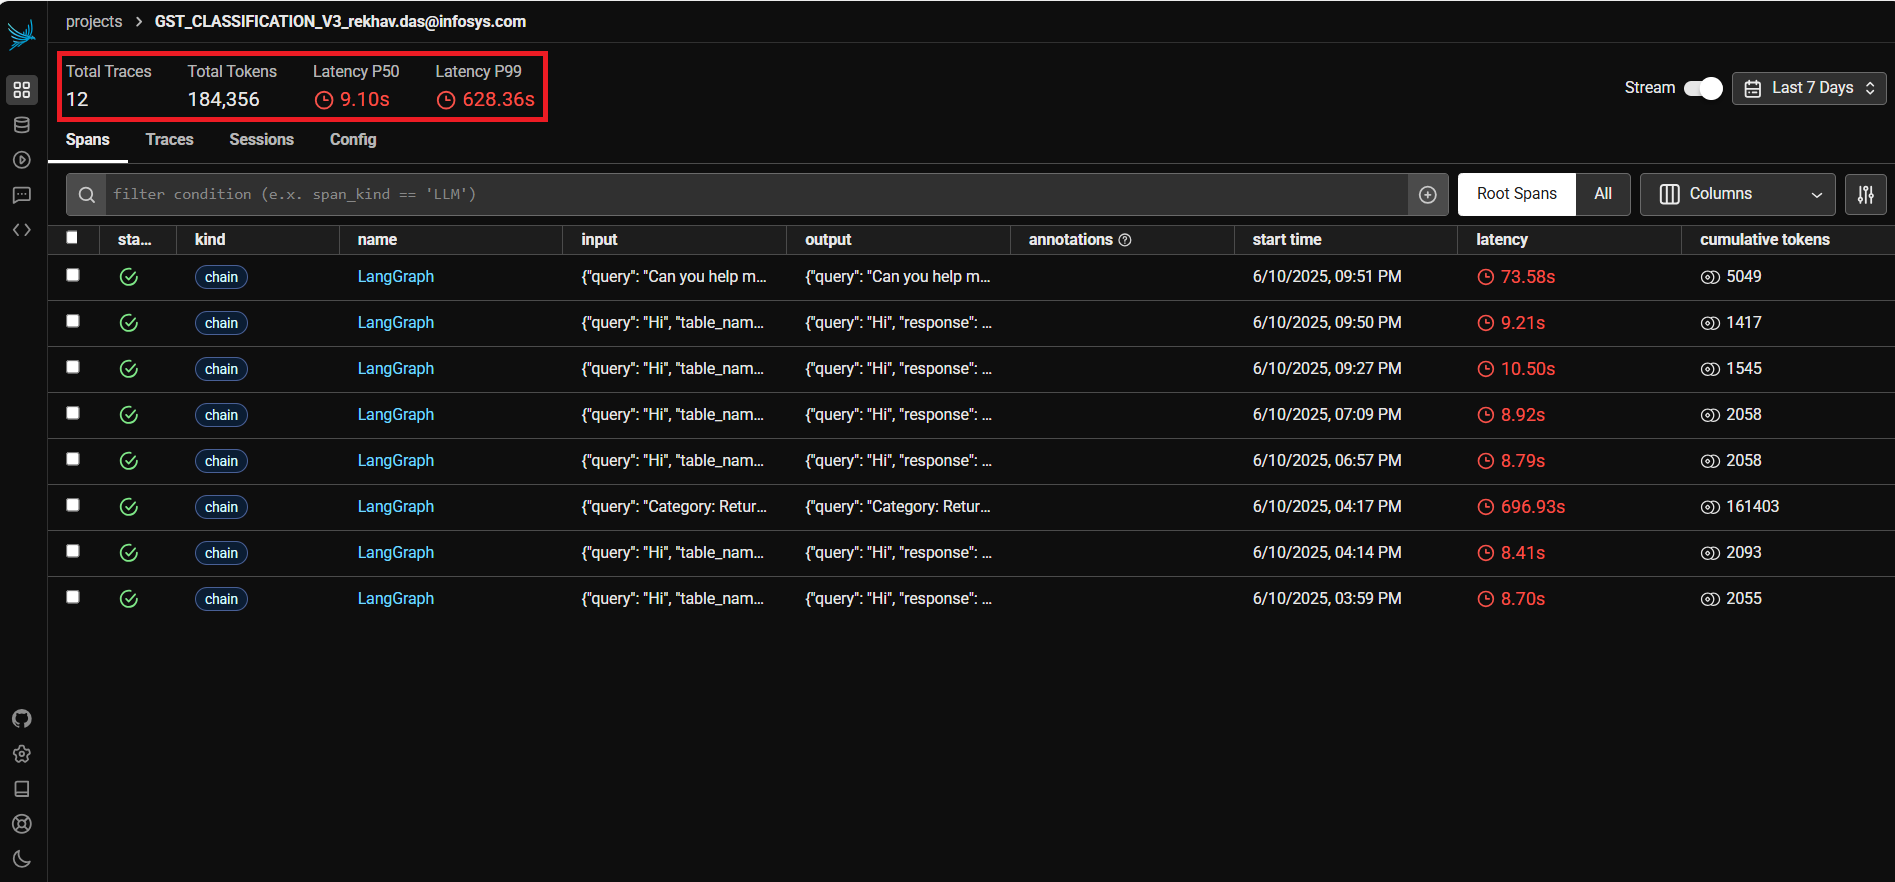 projects > GST_CLASSIFICATION_V3_rekhav.das@infosys.com
Total Traces Total Tokens Latency P50 Latency P99
12 184,356 9.10s 628.36s
Stream Last 7 Days
Spans Traces Sessions Config
filter condition (e.x. span_kind == 'LLM') Root Spans All Columns
sta... kind name input output annotations start time latency cumulative tokens
chain LangGraph {"query": "Can you help m... {"query": "Can you help m... 6/10/2025, 09:51 PM 73.58s 5049
chain LangGraph {"query": "Hi", "table_nam... {"query": "Hi", "response": ... 6/10/2025, 09:50 PM 9.21s 1417
chain LangGraph {"query": "Hi", "table_nam... {"query": "Hi", "response": ... 6/10/2025, 09:27 PM 10.50s 1545
chain LangGraph {"query": "Hi", "table_nam... {"query": "Hi", "response": ... 6/10/2025, 07:09 PM 8.92s 2058
chain LangGraph {"query": "Hi", "table_nam... {"query": "Hi", "response": ... 6/10/2025, 06:57 PM 8.79s 2058
chain LangGraph {"query": "Category: Retur... {"query": "Category: Retur... 6/10/2025, 04:17 PM 696.93s 161403
chain LangGraph {"query": "Hi", "table_nam... {"query": "Hi", "response": ... 6/10/2025, 04:14 PM 8.41s 2093
chain LangGraph {"query": "Hi", "table_nam... {"query": "Hi", "response": ... 6/10/2025, 03:59 PM 8.70s 2055